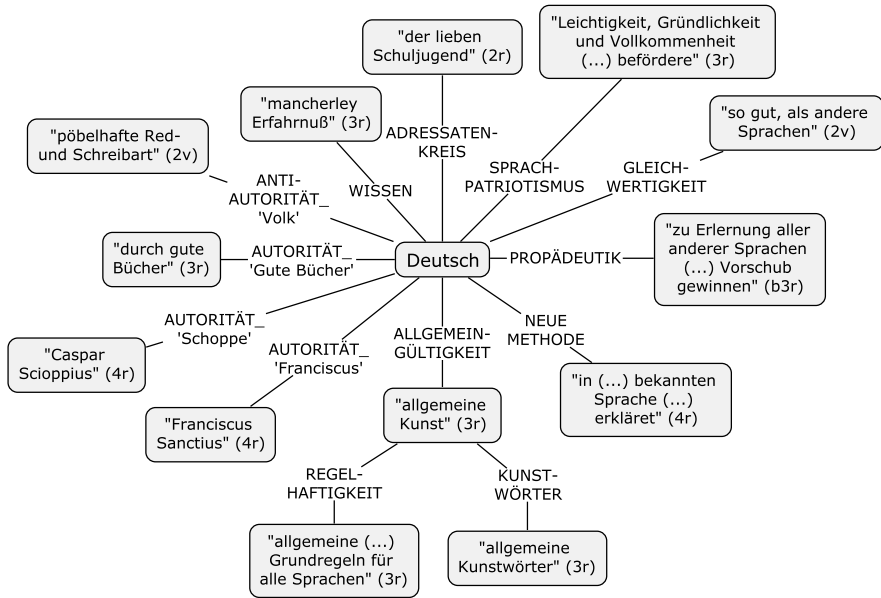 "Leichtigkeit, Gründlichkeit
und Vollkommenheit
(...) befördere" (3r)
"der lieben
Schuljugend" (2r)
"mancherley
Erfahrnuß" (3r)
"so gut, als andere
Sprachen" (2v)
"pöbelhafte Red-
und Schreibart" (2v)
ADRESSATEN-
KREIS
SPRACH-
PATRIOTISMUS
GLEICH-
WERTIGKEIT
ANTI-
AUTORITÄT_
'Volk'
WISSEN
"durch gute
Bücher" (3r)
AUTORITÄT_
'Gute Bücher'
Deutsch
PROPÄDEUTIK
"zu Erlernung aller
anderer Sprachen
(...) Vorschub
gewinnen" (b3r)
AUTORITÄT_
'Schoppe'
AUTORITÄT_
'Franciscus'
ALLGEMEIN-
GÜLTIGKEIT
NEUE
METHODE
"Caspar
Scioppius" (4r)
"Franciscus
Sanctius" (4r)
"allgemeine
Kunst" (3r)
"in (...) bekannten
Sprache (...)
erkläret" (4r)
REGEL-
HAFTIGKEIT
KUNST-
WÖRTER
"allgemeine (...)
Grundregeln für
alle Sprachen" (3r)
"allgemeine
Kunstwörter" (3r)